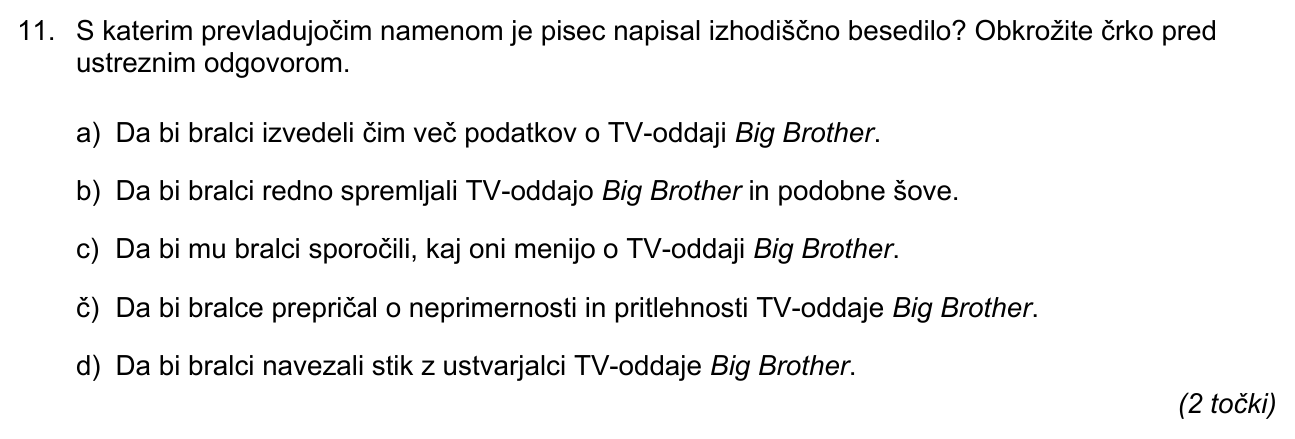 11. S katerim prevladujočim namenom je pisec napisal izhodiščno besedilo? Obkrožite črko pred
ustreznim odgovorom.
a) Da bi bralci izvedeli čim več podatkov o TV-oddaji Big Brother.
b) Da bi bralci redno spremljali TV-oddajo Big Brother in podobne šove.
c) Da bi mu bralci sporočili, kaj oni menijo o TV-oddaji Big Brother.
č) Da bi bralce prepričal o neprimernosti in pritlehnosti TV-oddaje Big Brother.
d) Da bi bralci navezali stik z ustvarjalci TV-oddaje Big Brother.
(2 točki)